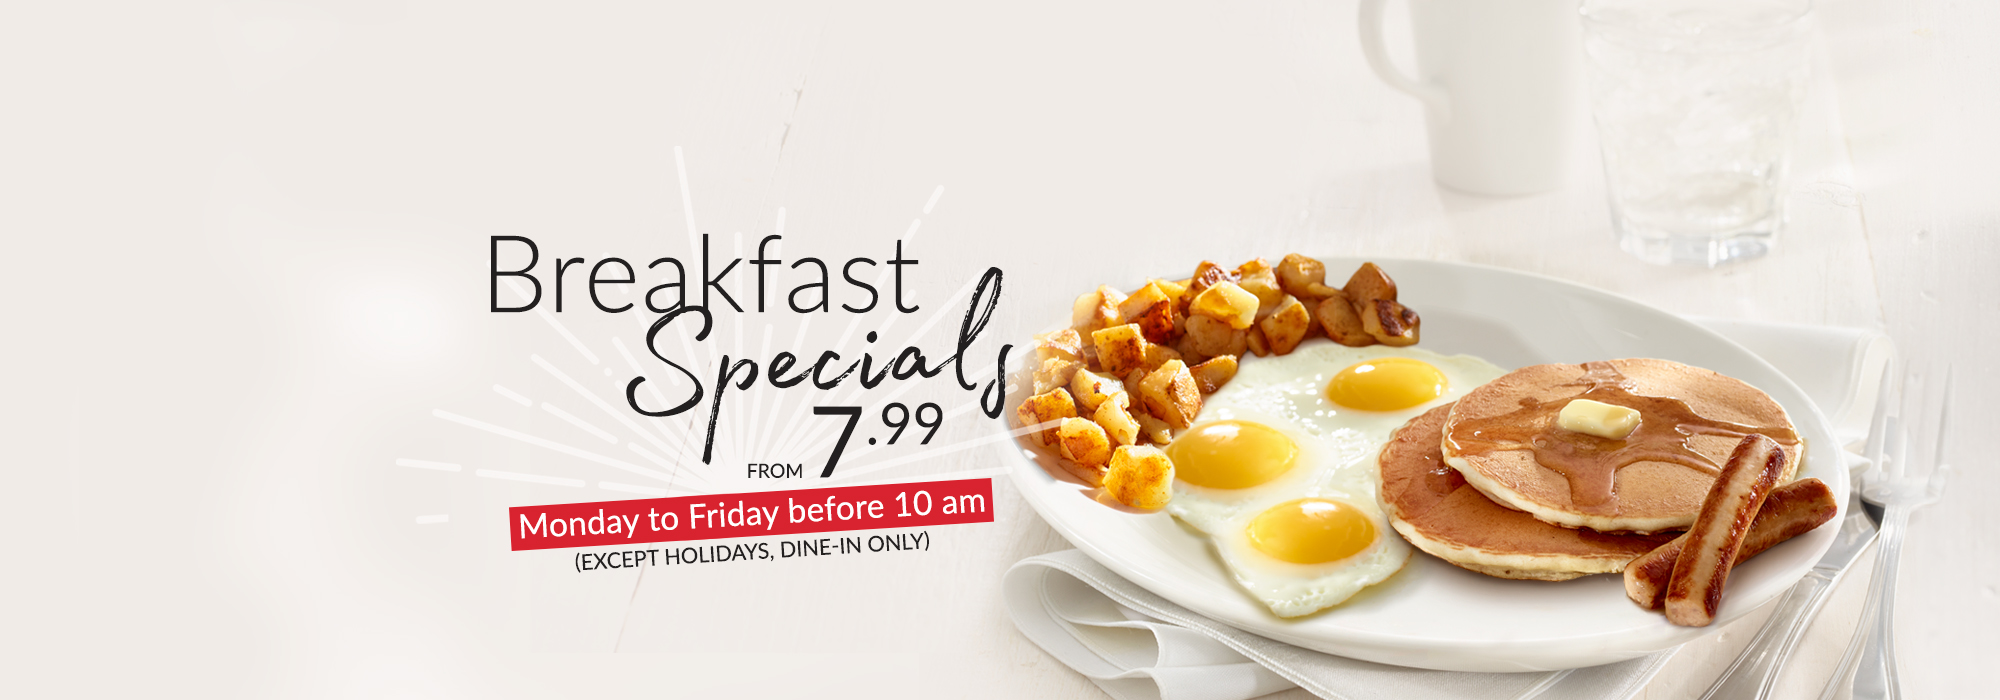 Breakfast
Specials
FROM 7.99
Monday to Friday before 10 am
(EXCEPT HOLIDAYS, DINE-IN ONLY)